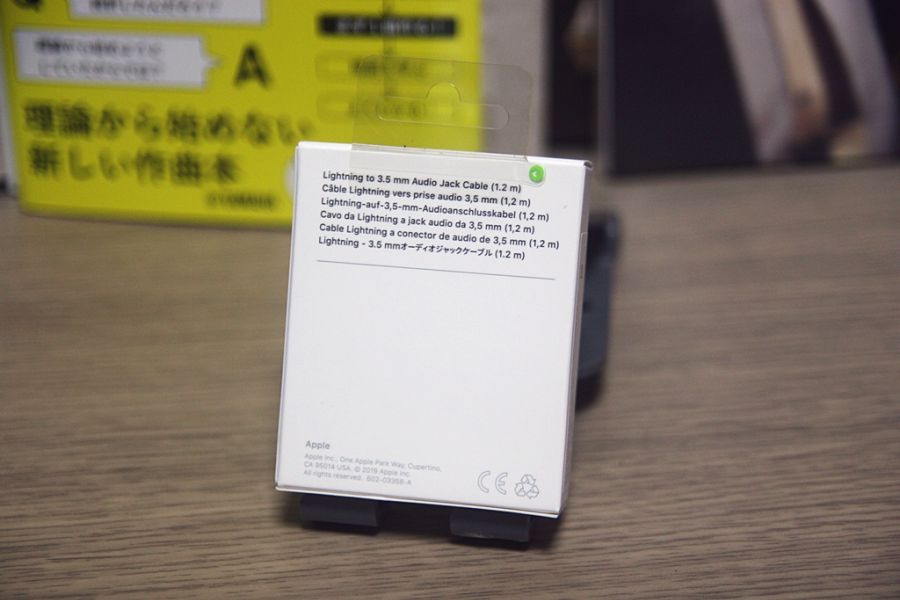 A
理論から始めない
新しい作曲本
Lightning to 3.5 mm Audio Jack Cable (1.2 m)
Câble Lightning vers prise audio 3,5 mm (1,2 m)
Lightning-auf-3,5-mm-Audioanschlusskabel (1,2 m)
Cavo da Lightning a jack audio da 3,5 mm (1,2 m)
Cable Lightning a conector de audio de 3,5 mm (1,2 m)
Lightning - 3.5 mmオーディオジャックケーブル (1.2 m)
Apple
Apple Inc., One Apple Park Way, Cupertino,
CA 95014 USA. © 2019 Apple Inc.
All rights reserved. 602-03358-A
CE